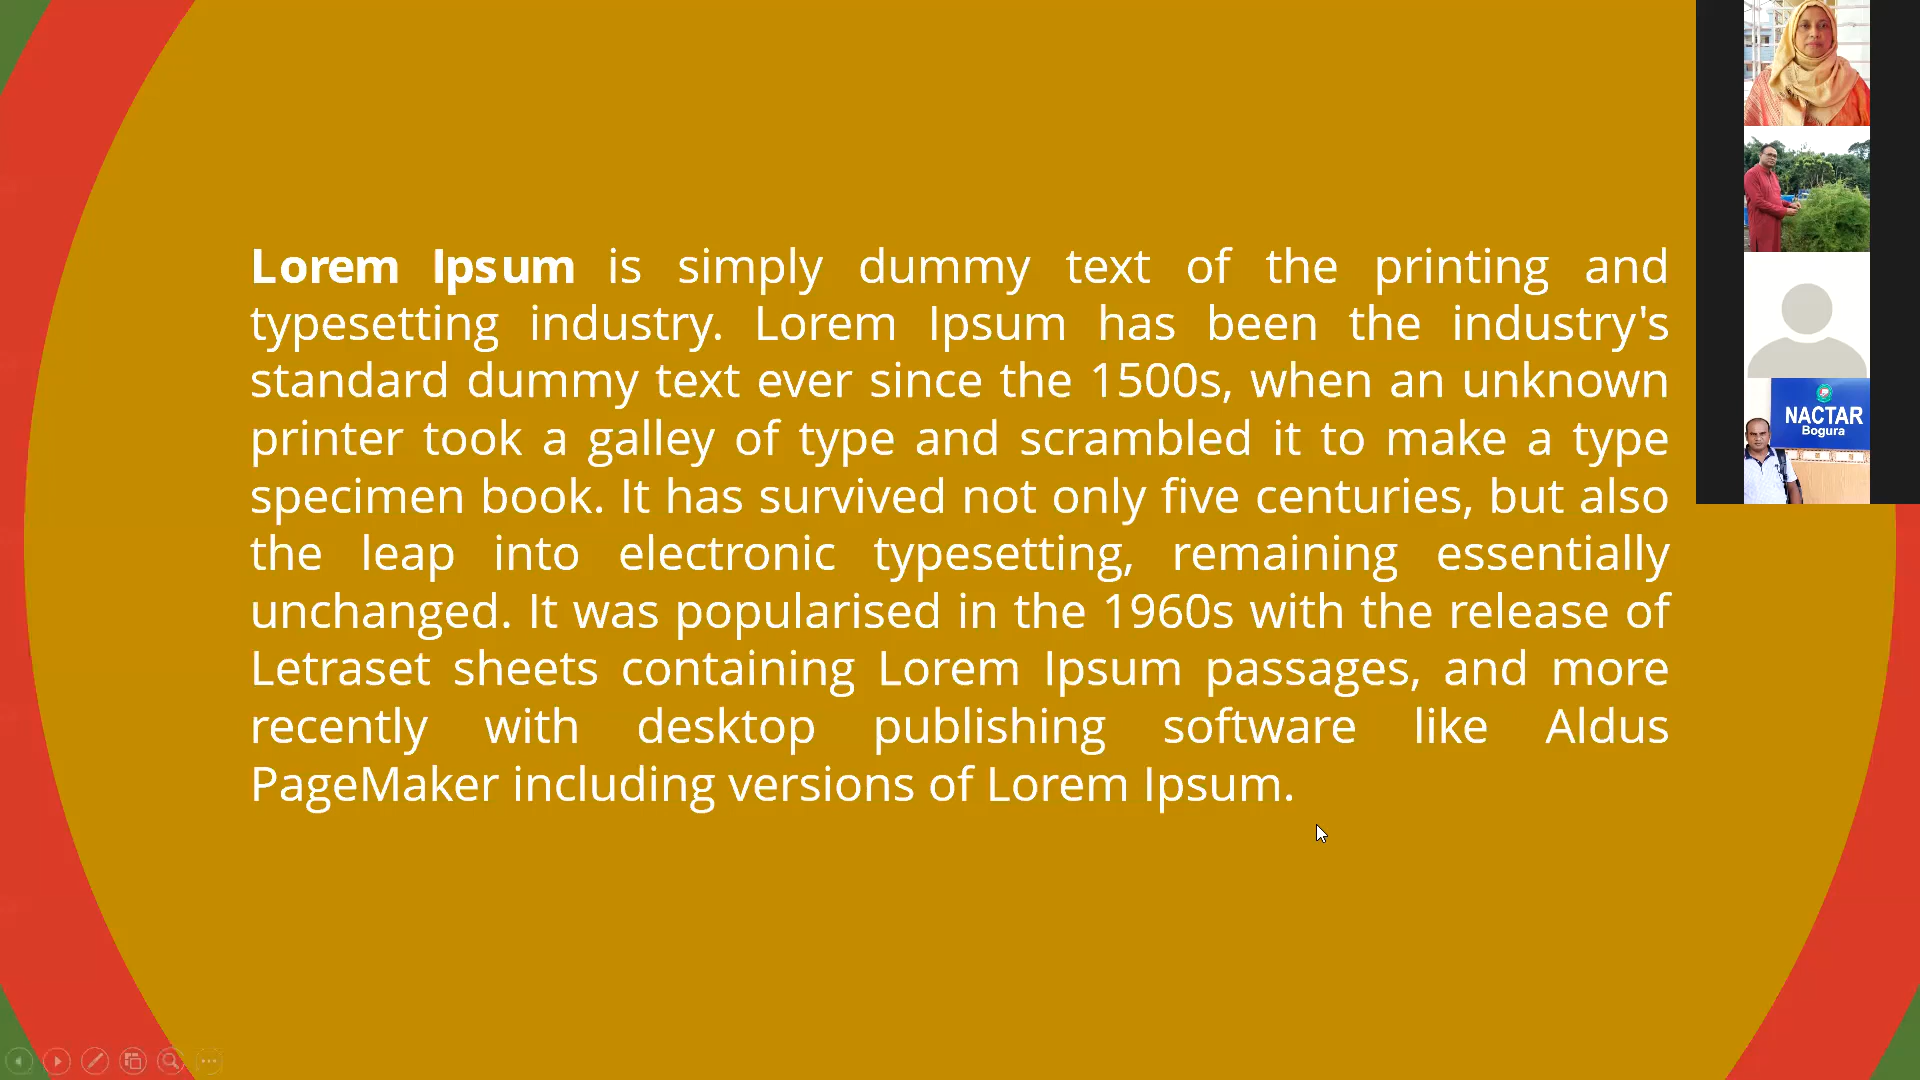 Lorem Ipsum is simply dummy text of the printing and
typesetting industry. Lorem Ipsum has been the industry's
standard dummy text ever since the 1500s, when an unknown
printer took a galley of type and scrambled it to make a type
specimen book. It has survived not only five centuries, but also
the leap into electronic typesetting, remaining essentially
unchanged. It was popularised in the 1960s with the release of
Letraset sheets containing Lorem Ipsum passages, and more
recently with desktop publishing software like Aldus
PageMaker including versions of Lorem Ipsum.
NACTAR
Bogura